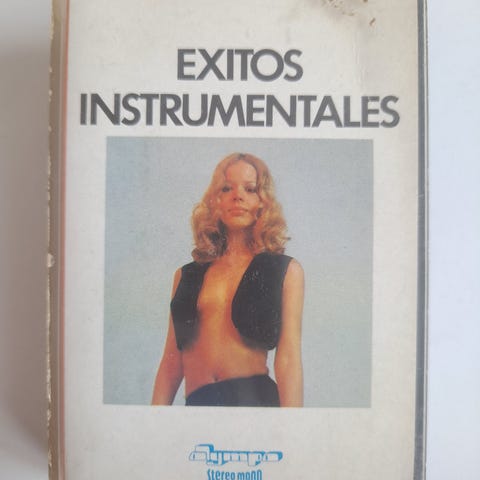 EXITOS
INSTRUMENTALES
Olympo
Stereo mono